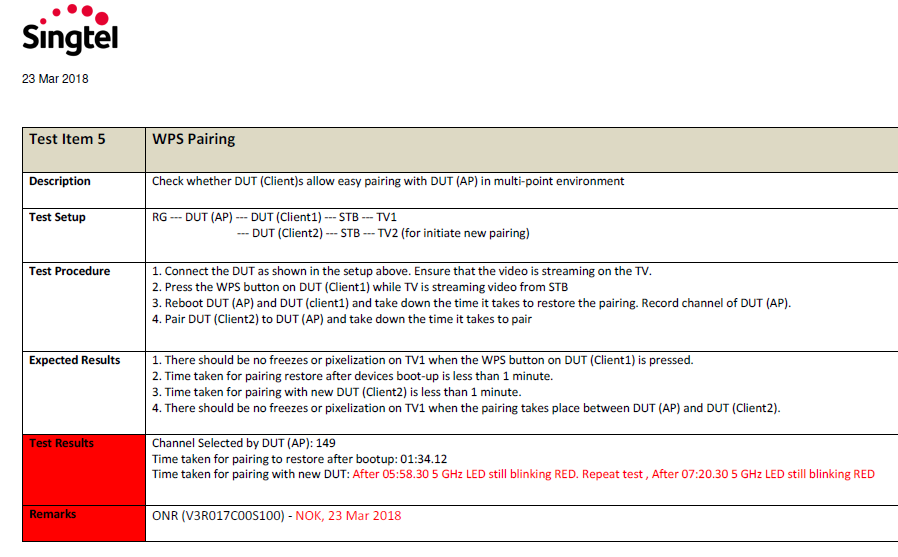 Singtel
23 Mar 2018
Test Item 5 WPS Pairing
Description Check whether DUT (Client)s allow easy pairing with DUT (AP) in multi-point environment
Test Setup RG --- DUT (AP) --- DUT (Client1) --- STB --- TV1
--- DUT (Client2) --- STB --- TV2 (for initiate new pairing)
Test Procedure 1. Connect the DUT as shown in the setup above. Ensure that the video is streaming on the TV.
2. Press the WPS button on DUT (Client1) while TV is streaming video from STB
3. Reboot DUT (AP) and DUT (client1) and take down the time it takes to restore the pairing. Record channel of DUT (AP).
4. Pair DUT (Client2) to DUT (AP) and take down the time it takes to pair
Expected Results 1. There should be no freezes or pixelization on TV1 when the WPS button on DUT (Client1) is pressed.
2. Time taken for pairing restore after devices boot-up is less than 1 minute.
3. Time taken for pairing with new DUT (Client2) is less than 1 minute.
4. There should be no freezes or pixelization on TV1 when the pairing takes place between DUT (AP) and DUT (Client2).
Test Results Channel Selected by DUT (AP): 149
Time taken for pairing to restore after bootup: 01:34.12
Time taken for pairing with new DUT: After 05:58.30 5 GHz LED still blinking RED. Repeat test , After 07:20.30 5 GHz LED still blinking RED
Remarks ONR (V3R017C00S100) - NOK, 23 Mar 2018